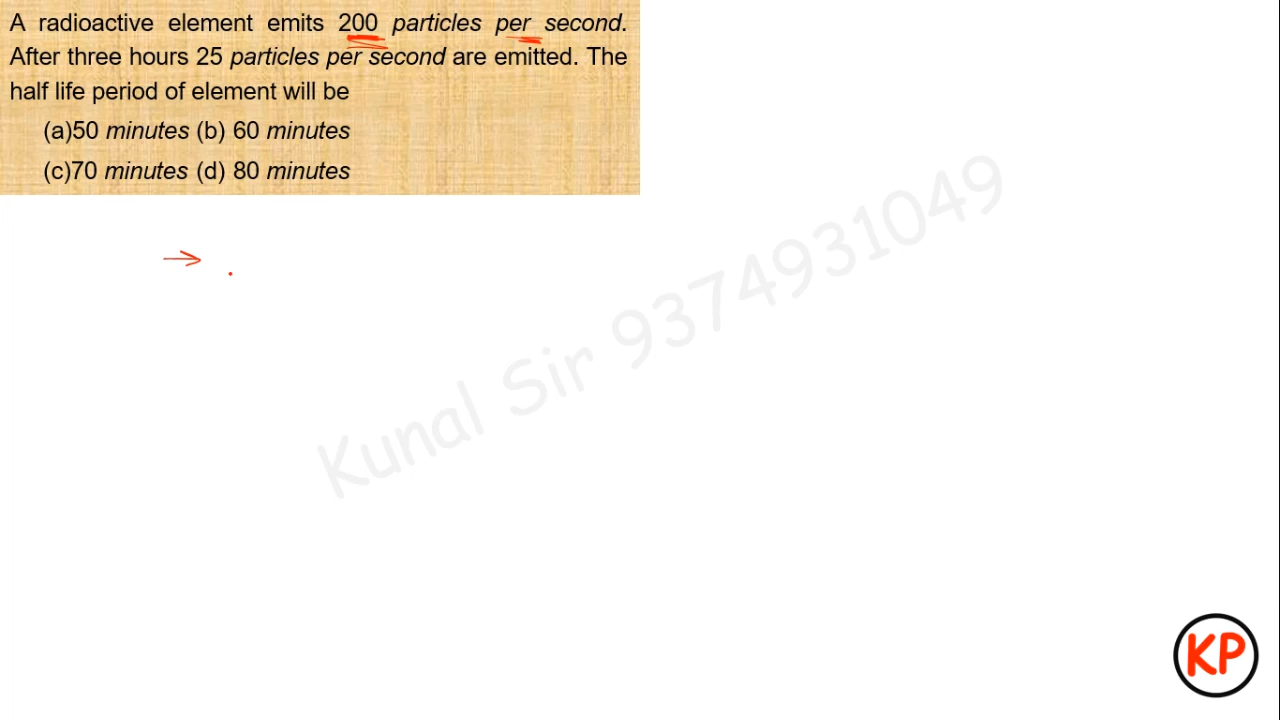 A radioactive element emits 200 particles per second.
After three hours 25 particles per second are emitted. The
half life period of element will be
(a)50 minutes (b) 60 minutes
(c)70 minutes (d) 80 minutes
Kunal Sir 9374931049
KP